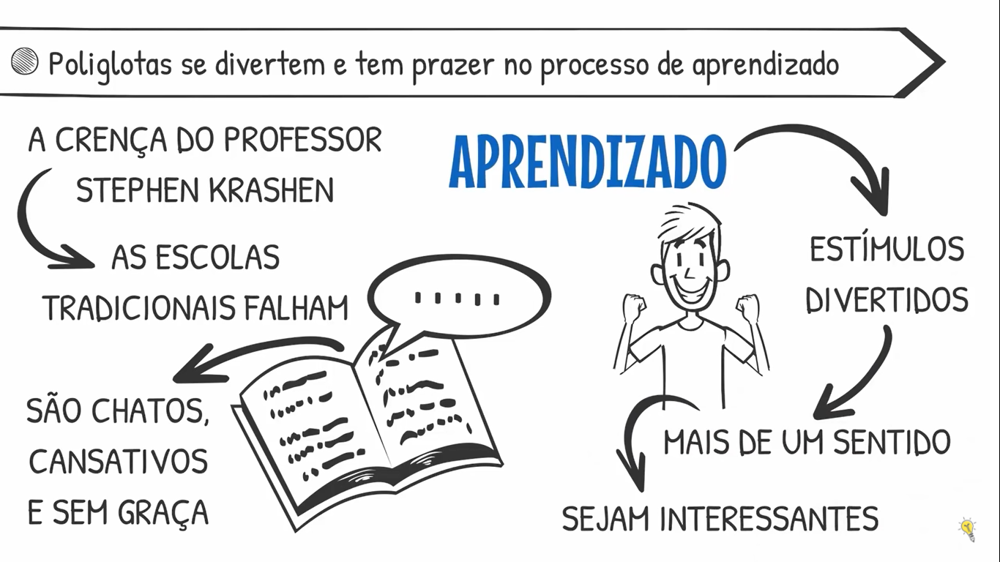 Poliglotas se divertem e tem prazer no processo de aprendizado
A CRENÇA DO PROFESSOR
STEPHEN KRASHEN
AS ESCOLAS
TRADICIONAIS FALHAM
SÃO CHATOS,
CANSATIVOS
E SEM GRAÇA
APRENDIZADO
ESTÍMULOS
DIVERTIDOS
MAIS DE UM SENTIDO
SEJAM INTERESSANTES